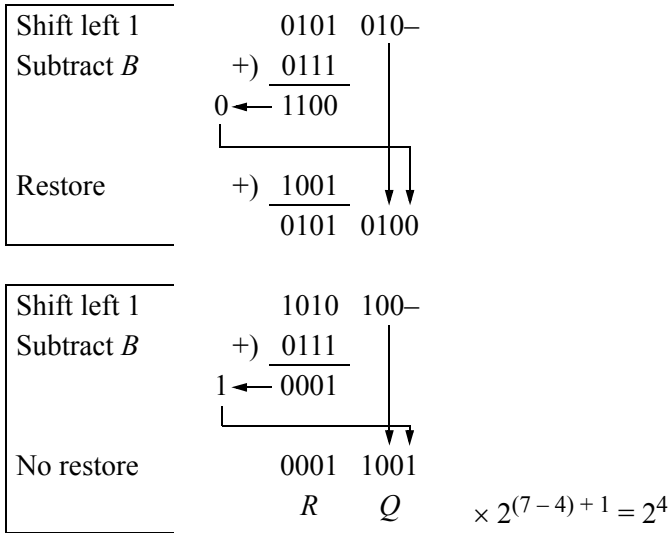 Shift left 1 0101 010–
Subtract B +) 0111
0 1100
Restore +) 1001
0101 0100
Shift left 1 1010 100–
Subtract B +) 0111
1 0001
No restore 0001 1001
R Q × 2^(7 – 4) + 1 = 2^4